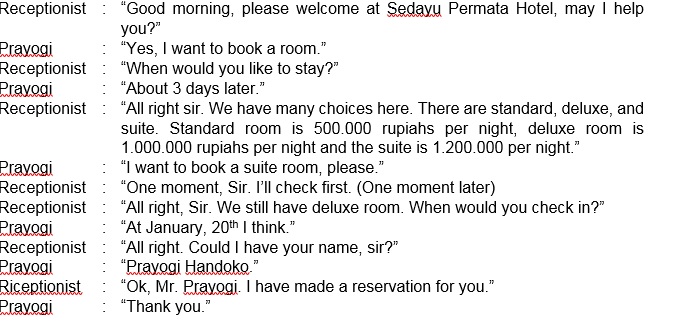 Receptionist : “Good morning, please welcome at Sedayu Permata Hotel, may I help
you?”
Prayogi : “Yes, I want to book a room.”
Receptionist : “When would you like to stay?”
Prayogi : “About 3 days later.”
Receptionist : “All right sir. We have many choices here. There are standard, deluxe, and
suite. Standard room is 500.000 rupiahs per night, deluxe room is
1.000.000 rupiahs per night and the suite is 1.200.000 per night.”
Prayogi : “I want to book a suite room, please.”
Receptionist : “One moment, Sir. I’ll check first. (One moment later)
Receptionist : “All right, Sir. We still have deluxe room. When would you check in?”
Prayogi : “At January, 20th I think.”
Receptionist : “All right. Could I have your name, sir?”
Prayogi : “Prayogi Handoko.”
Riceptionist : “Ok, Mr. Prayogi. I have made a reservation for you.”
Prayogi : “Thank you.”